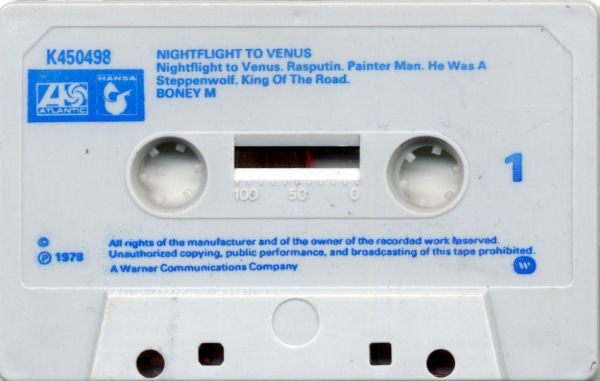 K450498
NIGHTFLIGHT TO VENUS
Nightflight to Venus. Rasputin. Painter Man. He Was A
Steppenwolf. King Of The Road.
BONEY M
ATLANTIC
HANSA
1
100 50 0
©
℗ 1978
All rights of the manufacturer and of the owner of the recorded work reserved.
Unauthorized copying, public performance, and broadcasting of this tape prohibited.
A Warner Communications Company
W